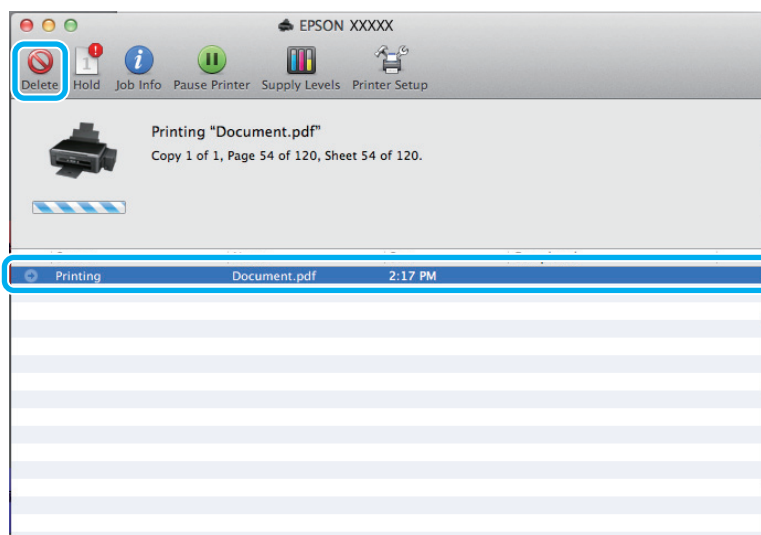 EPSON XXXXX
Delete Hold Job Info Pause Printer Supply Levels Printer Setup
Printing "Document.pdf"
Copy 1 of 1, Page 54 of 120, Sheet 54 of 120.
Printing Document.pdf 2:17 PM